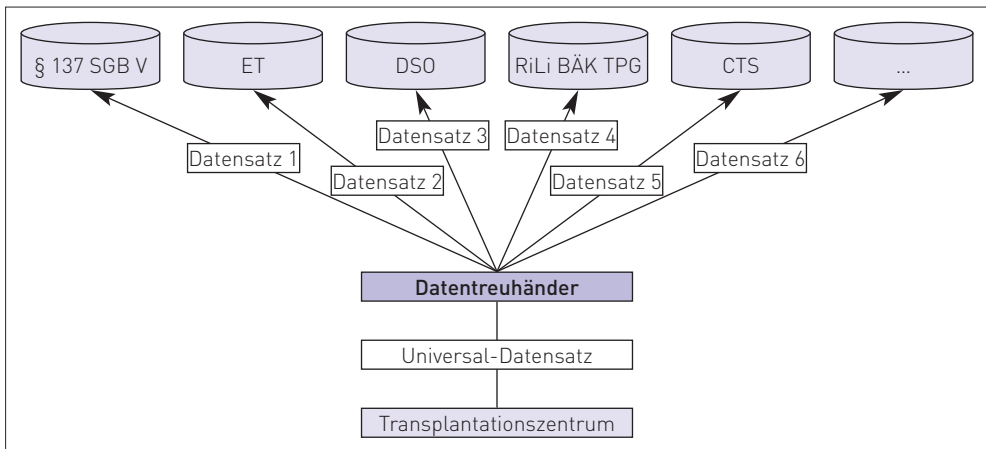 § 137 SGB V
ET
DSO
RiLi BÄK TPG
CTS
...
Datensatz 3
Datensatz 4
Datensatz 1
Datensatz 6
Datensatz 2
Datensatz 5
Datentreuhänder
Universal-Datensatz
Transplantationszentrum